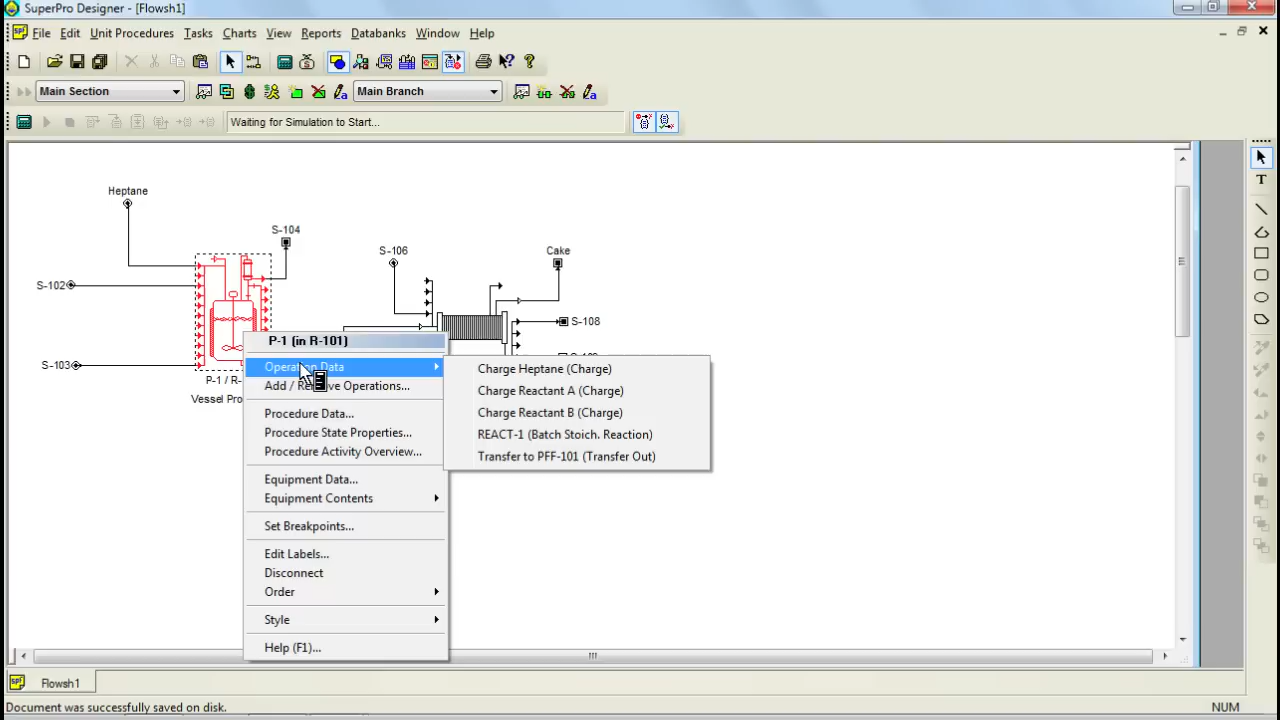 SuperPro Designer - [Flowsh1]
File Edit Unit Procedures Tasks Charts View Reports Databanks Window Help
Main Section Main Branch
Waiting for Simulation to Start...
Heptane
S-104
S-106
Cake
S-102
S-108
S-103
P-1 (in R-101)
Operation Data
Add / Remove Operations...
Procedure Data...
Procedure State Properties...
Procedure Activity Overview...
Equipment Data...
Equipment Contents
Set Breakpoints...
Edit Labels...
Disconnect
Order
Style
Help (F1)...
Charge Heptane (Charge)
Charge Reactant A (Charge)
Charge Reactant B (Charge)
REACT-1 (Batch Stoich. Reaction)
Transfer to PFF-101 (Transfer Out)
P-1 / R-
Vessel Pro
Flowsh1
Document was successfully saved on disk.
NUM